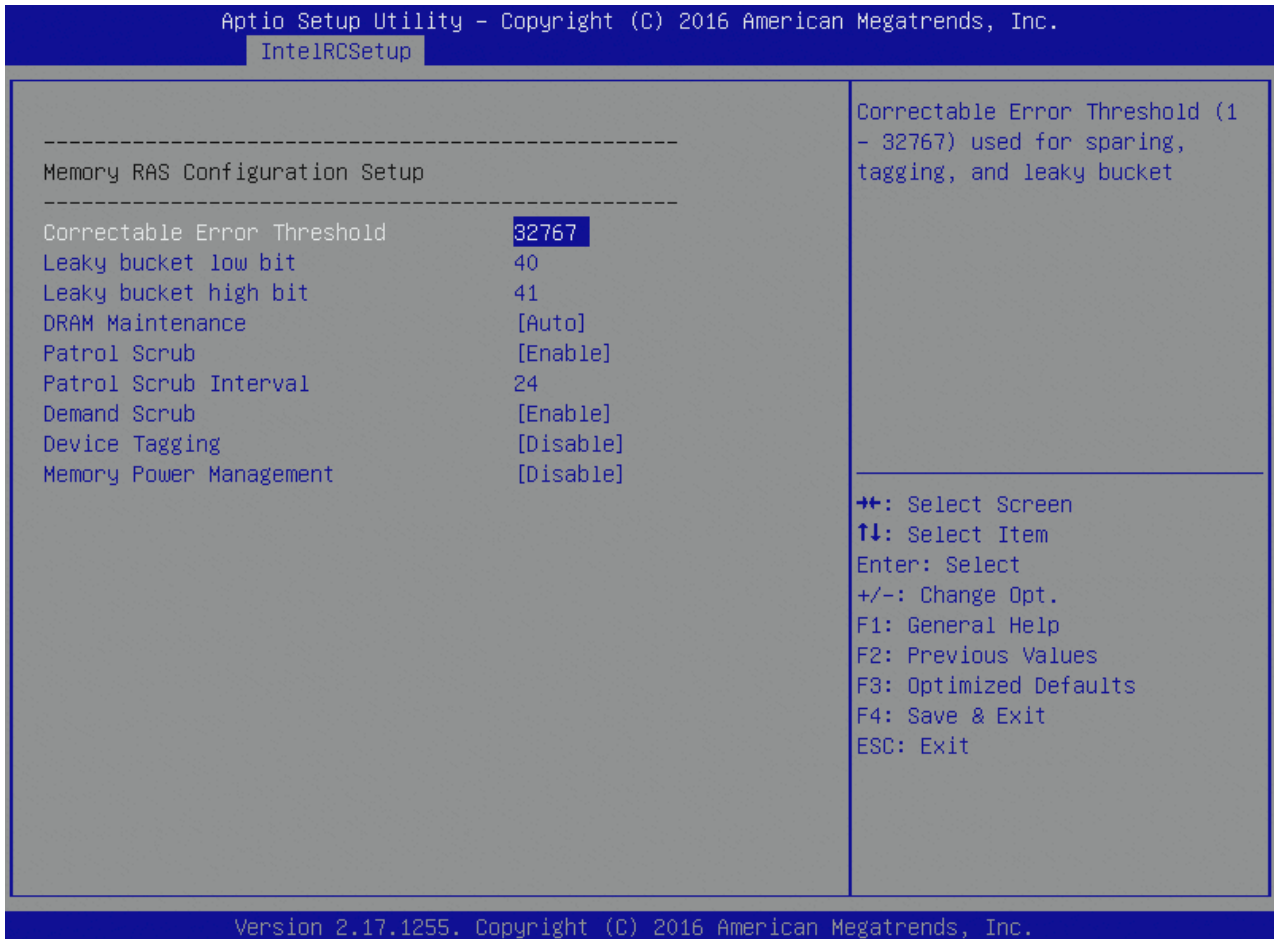 Aptio Setup Utility – Copyright (C) 2016 American Megatrends, Inc.
IntelRCSetup
--------------------------------------------------
Memory RAS Configuration Setup
--------------------------------------------------
Correctable Error Threshold 32767
Leaky bucket low bit 40
Leaky bucket high bit 41
DRAM Maintenance [Auto]
Patrol Scrub [Enable]
Patrol Scrub Interval 24
Demand Scrub [Enable]
Device Tagging [Disable]
Memory Power Management [Disable]
Correctable Error Threshold (1
– 32767) used for sparing,
tagging, and leaky bucket
→←: Select Screen
↑↓: Select Item
Enter: Select
+/-: Change Opt.
F1: General Help
F2: Previous Values
F3: Optimized Defaults
F4: Save & Exit
ESC: Exit
Version 2.17.1255. Copyright (C) 2016 American Megatrends, Inc.